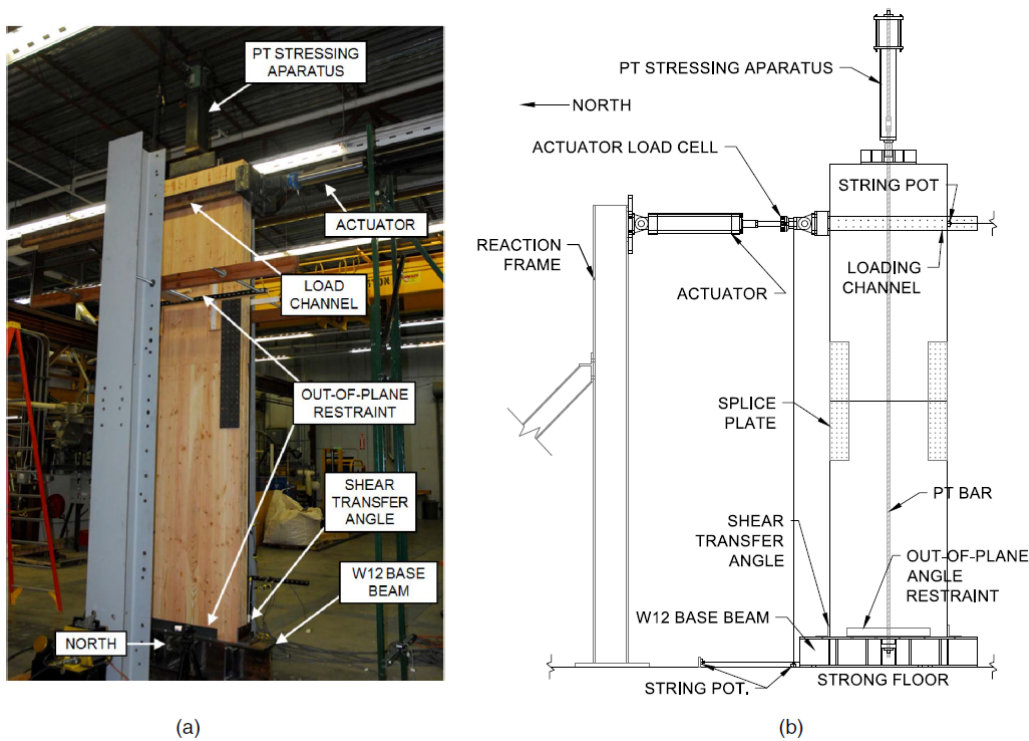 PT STRESSING
APPARATUS
ACTUATOR
LOAD
CHANNEL
OUT-OF-PLANE
RESTRAINT
SHEAR
TRANSFER
ANGLE
W12 BASE
BEAM
NORTH
(a)
PT STRESSING APPARATUS
NORTH
ACTUATOR LOAD CELL
STRING POT
REACTION
FRAME
LOADING
CHANNEL
ACTUATOR
SPLICE
PLATE
PT BAR
SHEAR
TRANSFER
ANGLE
OUT-OF-PLANE
ANGLE
RESTRAINT
W12 BASE BEAM
STRING POT.
STRONG FLOOR
(b)